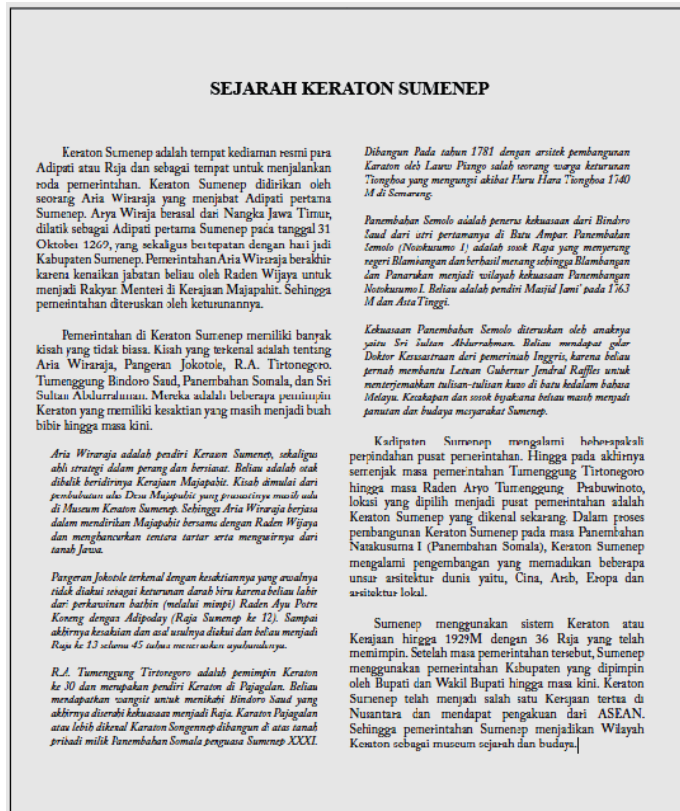 SEJARAH KERATON SUMENEP
Keraton Sumenep adalah tempat kediaman resmi para
Adipati atau Raja dan sebagai tempat untuk menjalankan
roda pemerintahan. Keraton Sumenep didirikan oleh
seorang Aria Wiraraja yang menjabat Adipati pertama
Sumenep. Arya Wiraja berasal dari Nangka Jawa Timur,
dilatik sebagai Adipati pertama Sumenep pada tanggal 31
Oktober 1269, yang sekaligus bertepatan dengan hari jadi
Kabupaten Sumenep. Pemerintahan Aria Wiraraja berakhir
karena kenaikan jabatan beliau oleh Raden Wijaya untuk
menjadi Rakyan Menteri di Kerajaan Majapahit. Sehingga
pemerintahan diteruskan oleh keturunannya.
Pemerintahan di Keraton Sumenep memiliki banyak
kisah yang tidak biasa. Kisah yang terkenal adalah tentang
Aria Wiraraja, Pangeran Jokotole, R.A. Tirtonegoro.
Tumenggung Bindoro Saud, Panembahan Somala, dan Sri
Sultan Abdurrahman. Mereka adalah beberapa pemimpin
Keraton yang memiliki kesaktian yang masih menjadi buah
bibir hingga masa kini.
Aria Wiraraja adalah pendiri Keraton Sumenep, sekaligus
ahli strategi dalam perang dan bersiasat. Beliau adalah otak
dibalik beridirinya Kerajaan Majapahit. Kisah dimulai dari
pembabatan alas Desa Majapahit yang prasastinya masih ada
di Museum Keraton Sumenep. Sehingga Aria Wiraraja berjasa
dalam mendirikan Majapahit bersama dengan Raden Wijaya
dan menghancurkan tentara tartar serta mengusirnya dari
tanah Jawa.
Pangeran Jokotole terkenal dengan kesaktiannya yang awalnya
tidak diakui sebagai keturunan darah biru karena beliau lahir
dari perkawinan bathin (melalui mimpi) Raden Ayu Potre
Koneng dengan Adipoday (Raja Sumenep ke 12). Sampai
akhirnya kesaktian dan asal usulnya diakui dan beliau menjadi
Raja ke 13 selama 45 tahun meneruskan ayahandanya.
R.A. Tumenggung Tirtonegoro adalah pemimpin Keraton
ke 30 dan merupakan pendiri Keraton di Pajagalan. Beliau
mendapatkan wangsit untuk menikahi Bindoro Saud yang
akhirnya diserahi kekuasaan menjadi Raja. Karaton Pajagalan
atau lebih dikenal Karaton Songennep dibangun di atas tanah
pribadi milik Panembahan Somala penguasa Sumenep XXXI.
Dibangun Pada tahun 1781 dengan arsitek pembangunan
Karaton oleh Lauw Piango salah seorang warga keturunan
Tionghoa yang mengungsi akibat Huru Hara Tionghoa 1740
M di Semarang.
Panembahan Semolo adalah penerus kekuasaan dari Bindoro
Saud dari istri pertamanya di Batu Ampar. Panembahan
Semolo (Notokusumo I) adalah sosok Raja yang menyerang
negeri Blambangan dan berhasil menang sehingga Blambangan
dan Panarukan menjadi wilayah kekuasaan Panembangan
Notokusumo I. Beliau adalah pendiri Masjid Jami' pada 1763
M dan Asta Tinggi.
Kekuasaan Panembahan Semolo diteruskan oleh anaknya
yaitu Sri Sultan Abdurrahman. Beliau mendapat gelar
Doktor Kesusastraan dari pemerintah Inggris, karena beliau
pernah membantu Letnan Gubernur Jendral Raffles untuk
menterjemahkan tulisan-tulisan kuno di batu kedalam bahasa
Melayu. Kecakapan dan sosok bijaksana beliau masih menjadi
panutan dan budaya masyarakat Sumenep.
Kadipaten Sumenep mengalami beberapakali
perpindahan pusat pemerintahan. Hingga pada akhirnya
semenjak masa pemerintahan Tumenggung Tirtonegoro
hingga masa Raden Aryo Tumenggung Prabuwinoto,
lokasi yang dipilih menjadi pusat pemerintahan adalah
Keraton Sumenep yang dikenal sekarang. Dalam proses
pembangunan Keraton Sumenep pada masa Panembahan
Natakusuma I (Panembahan Somala), Keraton Sumenep
mengalami pengembangan yang memadukan beberapa
unsur arsitektur dunia yaitu, Cina, Arab, Eropa dan
arsitektur lokal.
Sumenep menggunakan sistem Keraton atau
Kerajaan hingga 1929M dengan 36 Raja yang telah
memimpin. Setelah masa pemerintahan tersebut, Sumenep
menggunakan pemerintahan Kabupaten yang dipimpin
oleh Bupati dan Wakil Bupati hingga masa kini. Keraton
Sumenep telah menjadi salah satu Kerajaan tertua di
Nusantara dan mendapat pengakuan dari ASEAN.
Sehingga pemerintahan Sumenep menjadikan Wilayah
Keraton sebagai museum sejarah dan budaya.